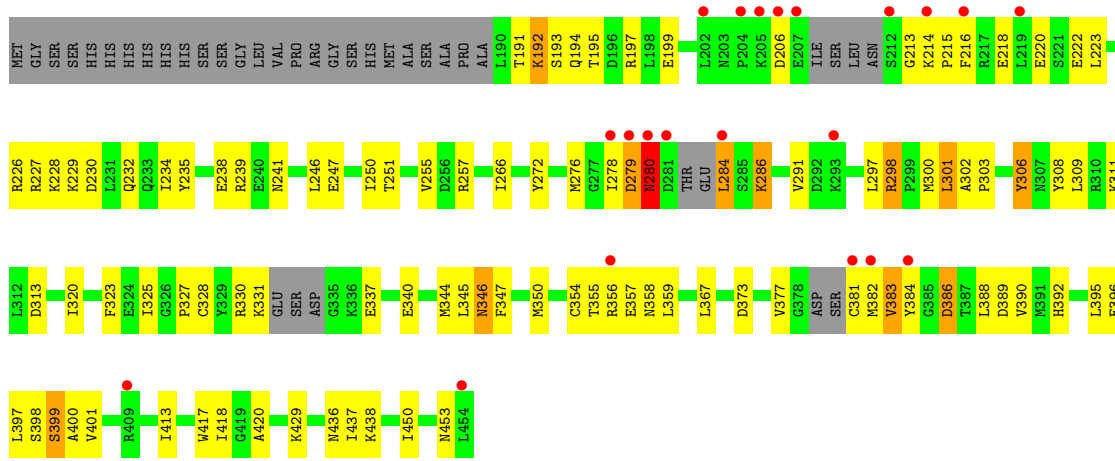 MET GLY SER SER HIS HIS HIS HIS HIS HIS SER SER GLY LEU VAL PRO ARG GLY SER HIS MET ALA SER ALA PRO ALA L190 T191 K192 S193 Q194 T195 D196 R197 L198 E199 L202 N203 P204 K205 D206 E207 ILE SER LEU ASN S212 G213 K214 P215 F216 R217 E218 L219 E220 S221 E222 L223
R226 R227 K228 K229 D230 L231 Q232 Q233 I234 Y235 E238 R239 E240 N241 L246 E247 I250 T251 V255 D256 R257 I266 Y272 M276 G277 I278 D279 N280 D281 THR GLU L284 S285 K286 V291 D292 K293 L297 R298 P299 M300 L301 A302 P303 Y306 N307 Y308 L309 R310 K311
L312 D313 I320 F323 E324 I325 G326 P327 C328 Y329 R330 K331 GLU SER ASP G335 K336 E337 E340 M344 L345 N346 F347 M350 C354 T355 R356 E357 N358 L359 L367 D373 V377 G378 ASP SER C381 M382 V383 Y384 G385 D386 T387 L388 D389 V390 M391 H392 L395 E396
L397 S398 S399 A400 V401 R409 I413 W417 I418 G419 A420 K429 N436 I437 K438 I450 N453 L454